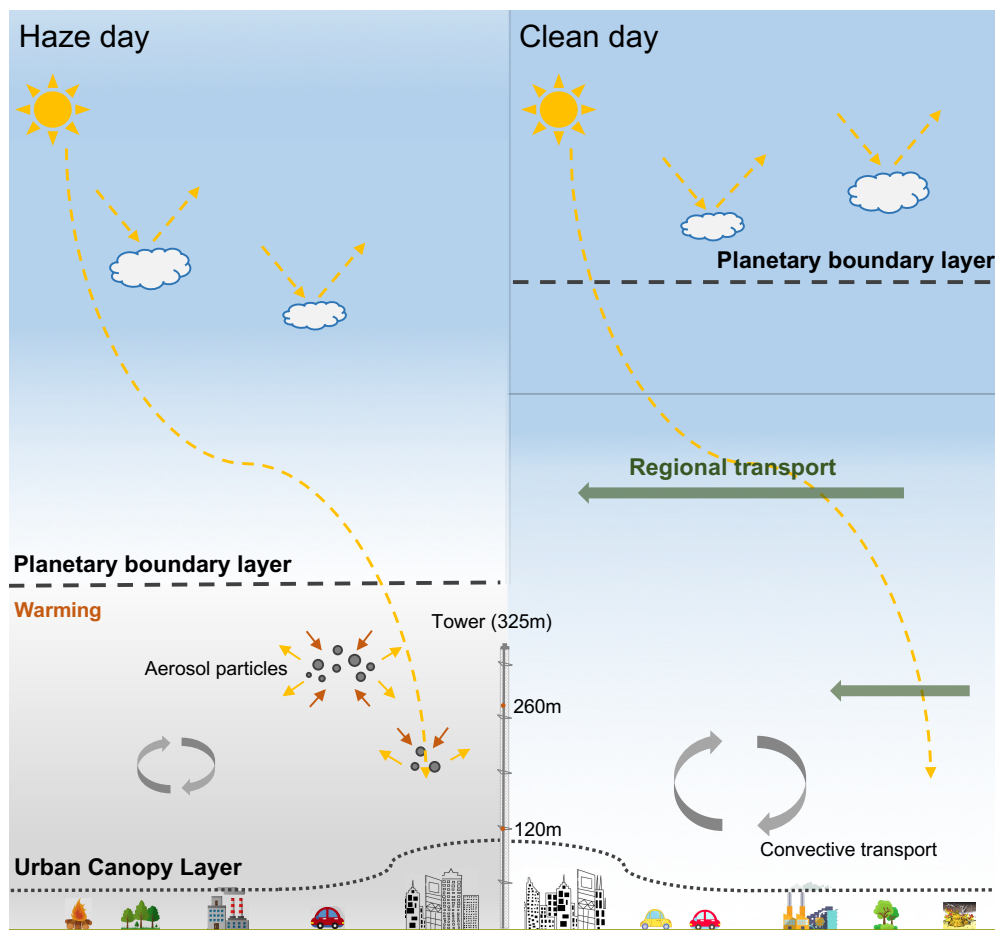 Haze day
Clean day
Planetary boundary layer
Regional transport
Planetary boundary layer
Warming
Tower (325m)
Aerosol particles
260m
120m
Convective transport
Urban Canopy Layer